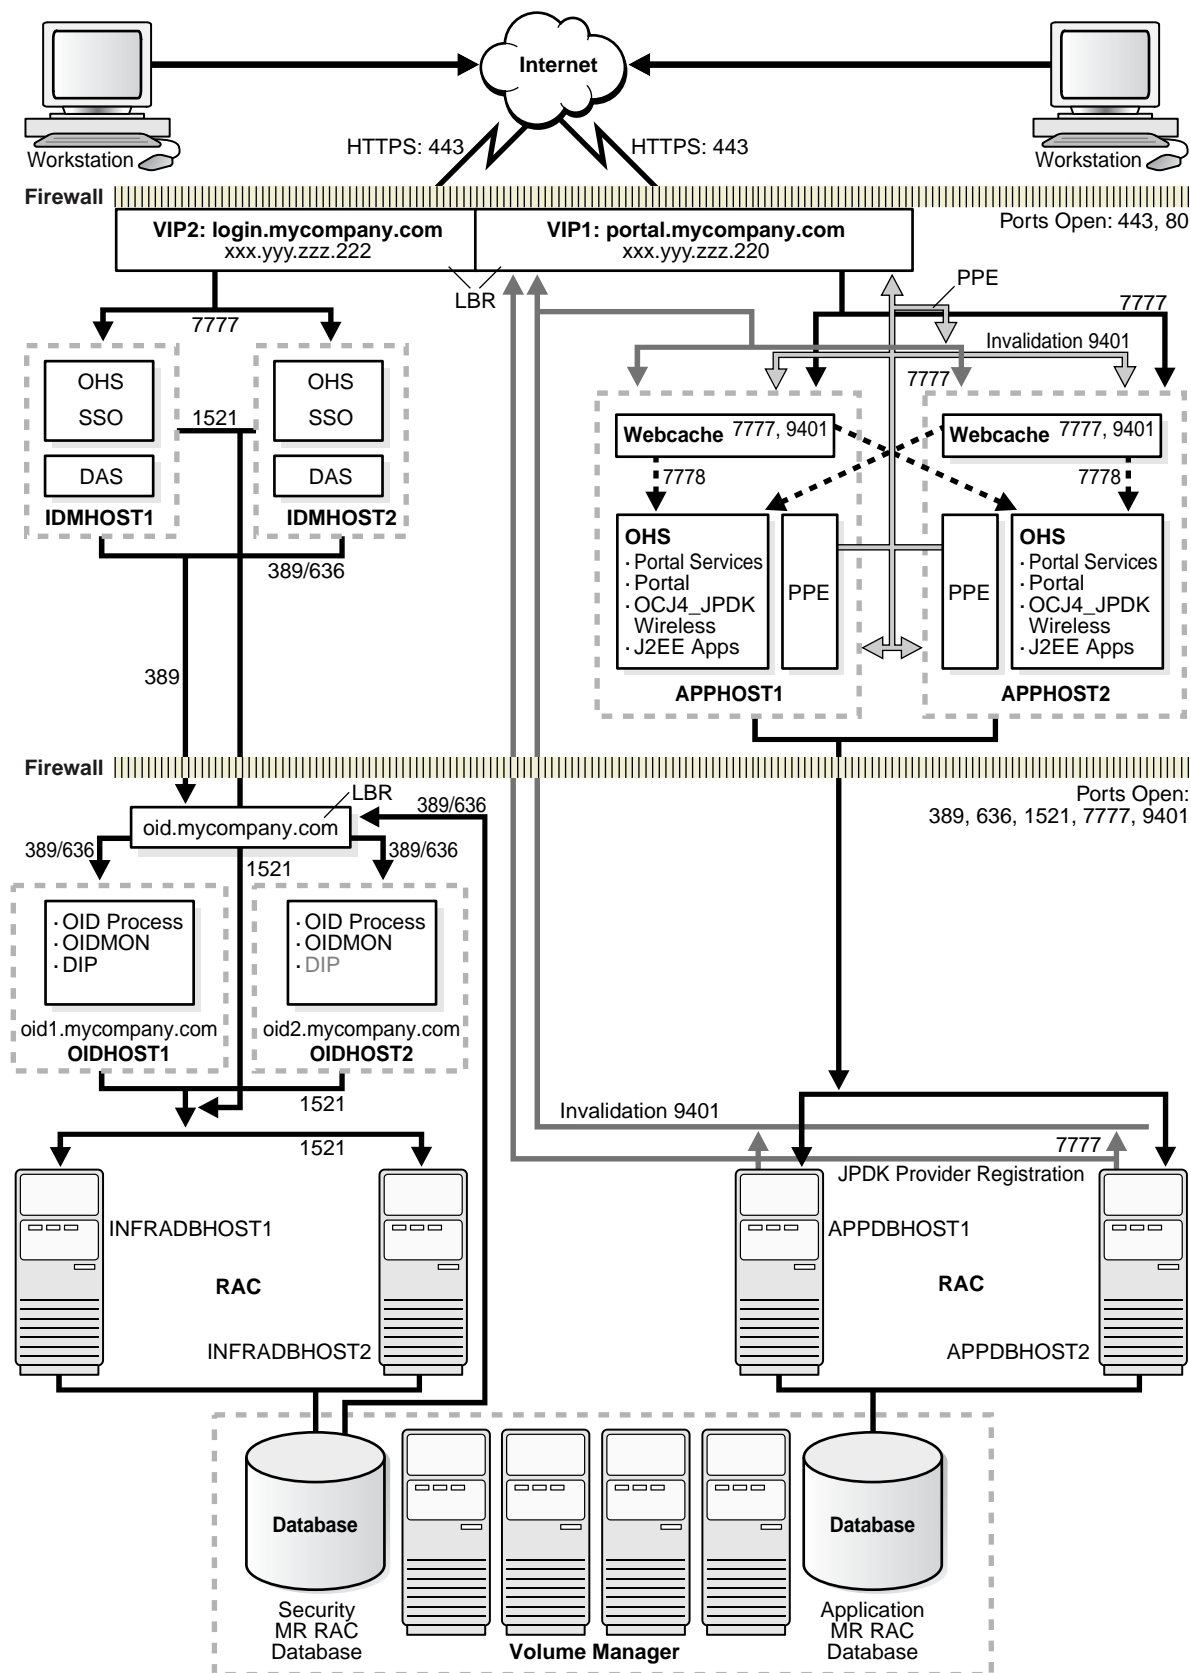 Internet
Workstation
HTTPS: 443
HTTPS: 443
Workstation
Firewall
Ports Open: 443, 80
VIP2: login.mycompany.com
xxx.yyy.zzz.222
VIP1: portal.mycompany.com
xxx.yyy.zzz.220
LBR
PPE
7777
7777
Invalidation 9401
7777
OHS
SSO
DAS
IDMHOST1
1521
OHS
SSO
DAS
IDMHOST2
389/636
Webcache 7777, 9401
Webcache 7777, 9401
7778
7778
OHS
· Portal Services
· Portal
· OCJ4_JPDK
Wireless
· J2EE Apps
PPE
APPHOST1
PPE
OHS
· Portal Services
· Portal
· OCJ4_JPDK
Wireless
· J2EE Apps
APPHOST2
389
Firewall
Ports Open:
389, 636, 1521, 7777, 9401
LBR
oid.mycompany.com
389/636
389/636
389/636
1521
· OID Process
· OIDMON
· DIP
oid1.mycompany.com
OIDHOST1
· OID Process
· OIDMON
· DIP
oid2.mycompany.com
OIDHOST2
1521
1521
Invalidation 9401
7777
JPDK Provider Registration
INFRADBHOST1
RAC
INFRADBHOST2
APPDBHOST1
RAC
APPDBHOST2
Database
Security
MR RAC
Database
Volume Manager
Database
Application
MR RAC
Database